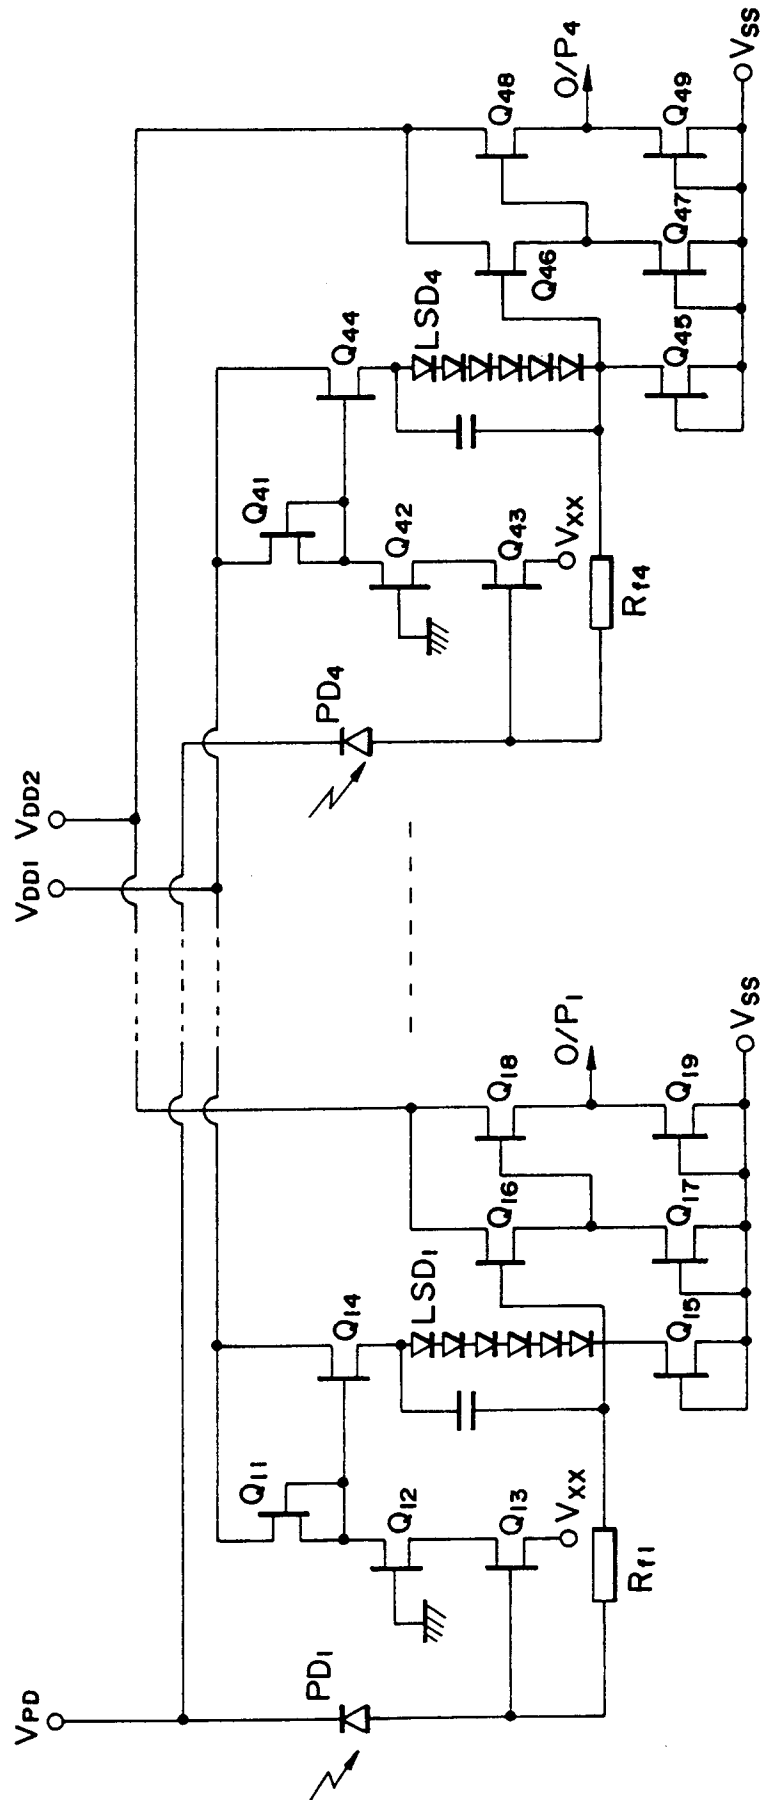 VPD
VDD1
VDD2
PD1
Q11
Q12
Q13
VXX
Rf1
Q14
LSD1
Q15
Q16
Q17
Q18
Q19
O/P1
VSS
PD4
Q41
Q42
Q43
VXX
Rf4
Q44
LSD4
Q45
Q46
Q47
Q48
Q49
O/P4
VSS